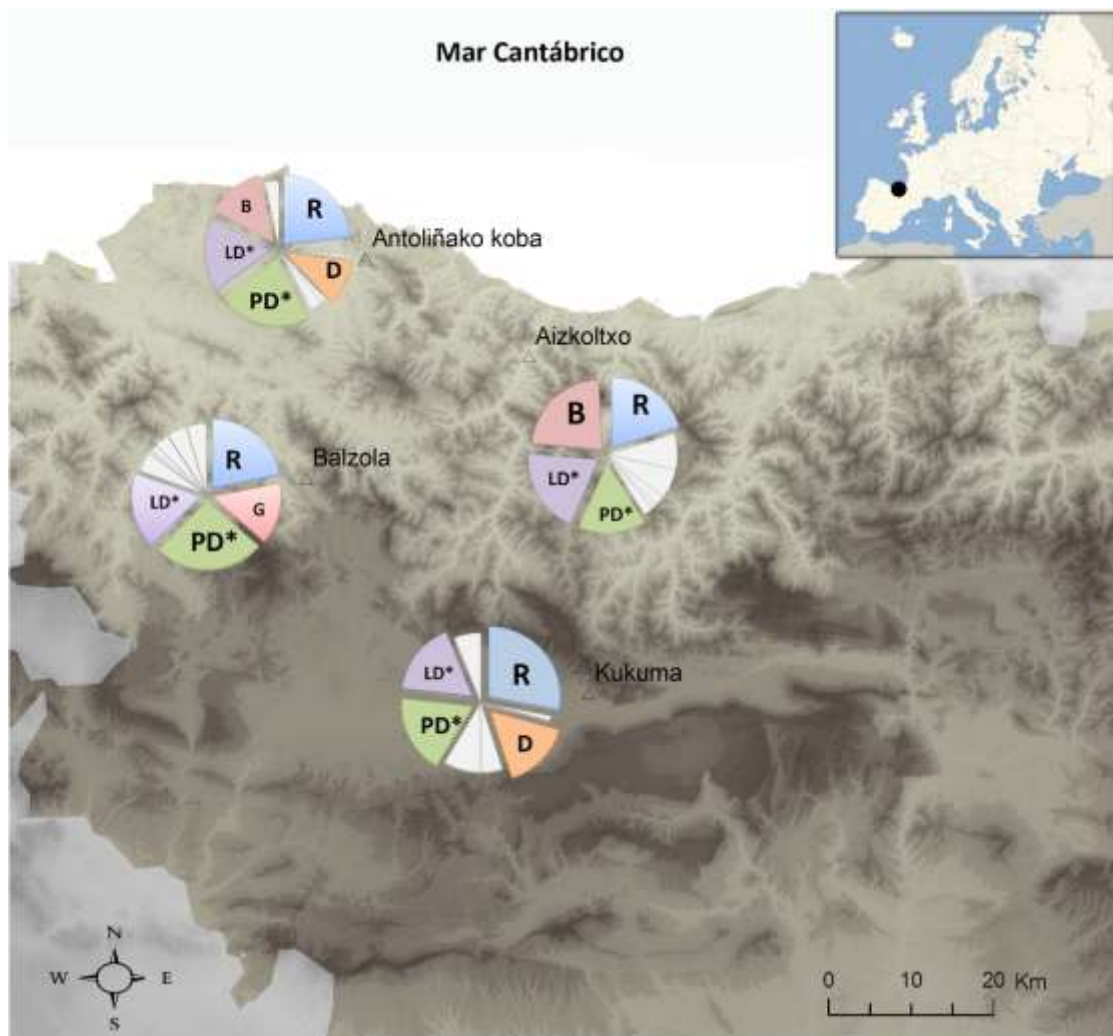 Mar Cantábrico
B
R
LD*
D
PD*
Antoliñako koba
Aizkoltxo
B
R
LD*
PD*
R
Balzola
LD*
G
PD*
LD*
R
Kukuma
PD*
D
N
W
E
S
0 10 20 Km